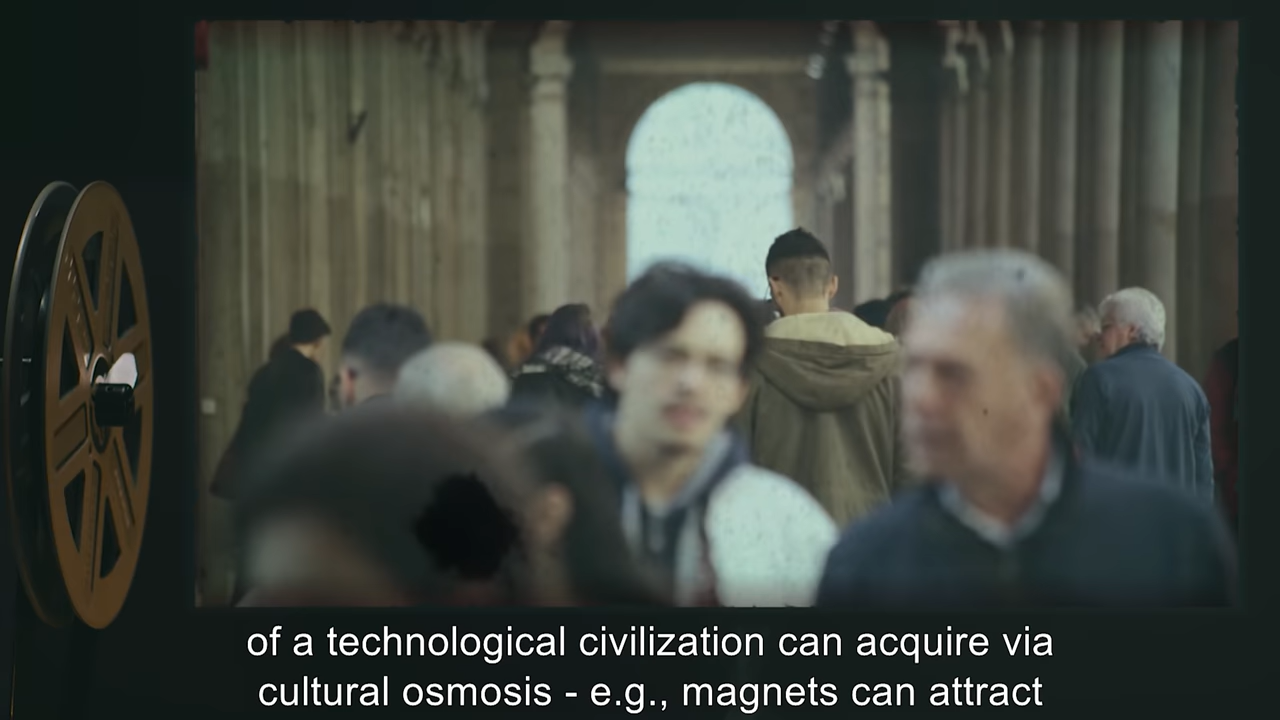 of a technological civilization can acquire via
cultural osmosis - e.g., magnets can attract